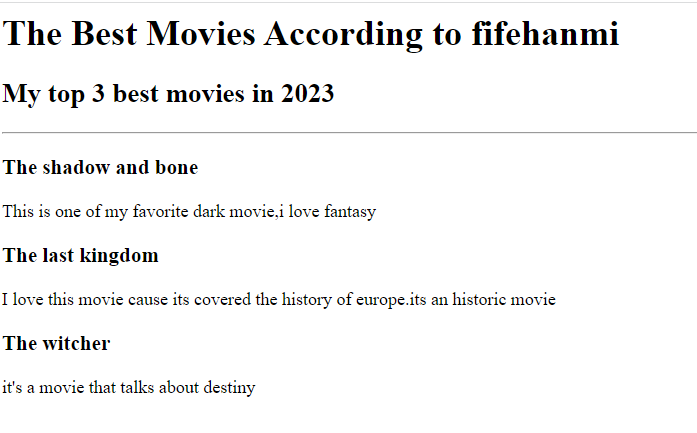 The Best Movies According to fifehanmi
My top 3 best movies in 2023
The shadow and bone
This is one of my favorite dark movie,i love fantasy
The last kingdom
I love this movie cause its covered the history of europe.its an historic movie
The witcher
it's a movie that talks about destiny